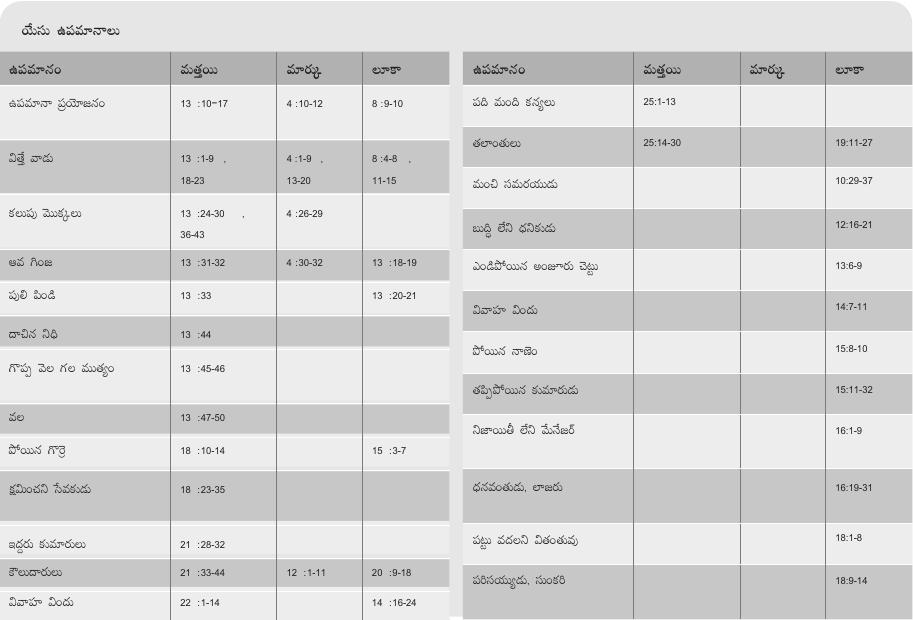 యేసు ఉపమానాలు
ఉపమానం మత్తయి మార్కు లూకా
ఉపమానా ప్రయోజనం 13 :10-17 4 :10-12 8 :9-10
విత్తే వాడు 13 :1-9 , 4 :1-9 , 8 :4-8 ,
18-23 13-20 11-15
కలుపు మొక్కలు 13 :24-30 , 4 :26-29
36-43
ఆవ గింజ 13 :31-32 4 :30-32 13 :18-19
పులి పిండి 13 :33 13 :20-21
దాచిన నిధి 13 :44
గొప్ప వెల గల ముత్యం 13 :45-46
వల 13 :47-50
పోయిన గొర్రె 18 :10-14 15 :3-7
క్షమించని సేవకుడు 18 :23-35
ఇద్దరు కుమారులు 21 :28-32
కౌలుదారులు 21 :33-44 12 :1-11 20 :9-18
వివాహ విందు 22 :1-14 14 :16-24
ఉపమానం మత్తయి మార్కు లూకా
పది మంది కన్యలు 25:1-13
తలాంతులు 25:14-30 19:11-27
మంచి సమరయుడు 10:29-37
బుద్ధి లేని ధనికుడు 12:16-21
ఎండిపోయిన అంజూరు చెట్టు 13:6-9
వివాహ విందు 14:7-11
పోయిన నాణెం 15:8-10
తప్పిపోయిన కుమారుడు 15:11-32
నిజాయితీ లేని మేనేజర్ 16:1-9
ధనవంతుడు, లాజరు 16:19-31
పట్టు వదలని వితంతువు 18:1-8
పరిసయ్యుడు, సుంకరి 18:9-14